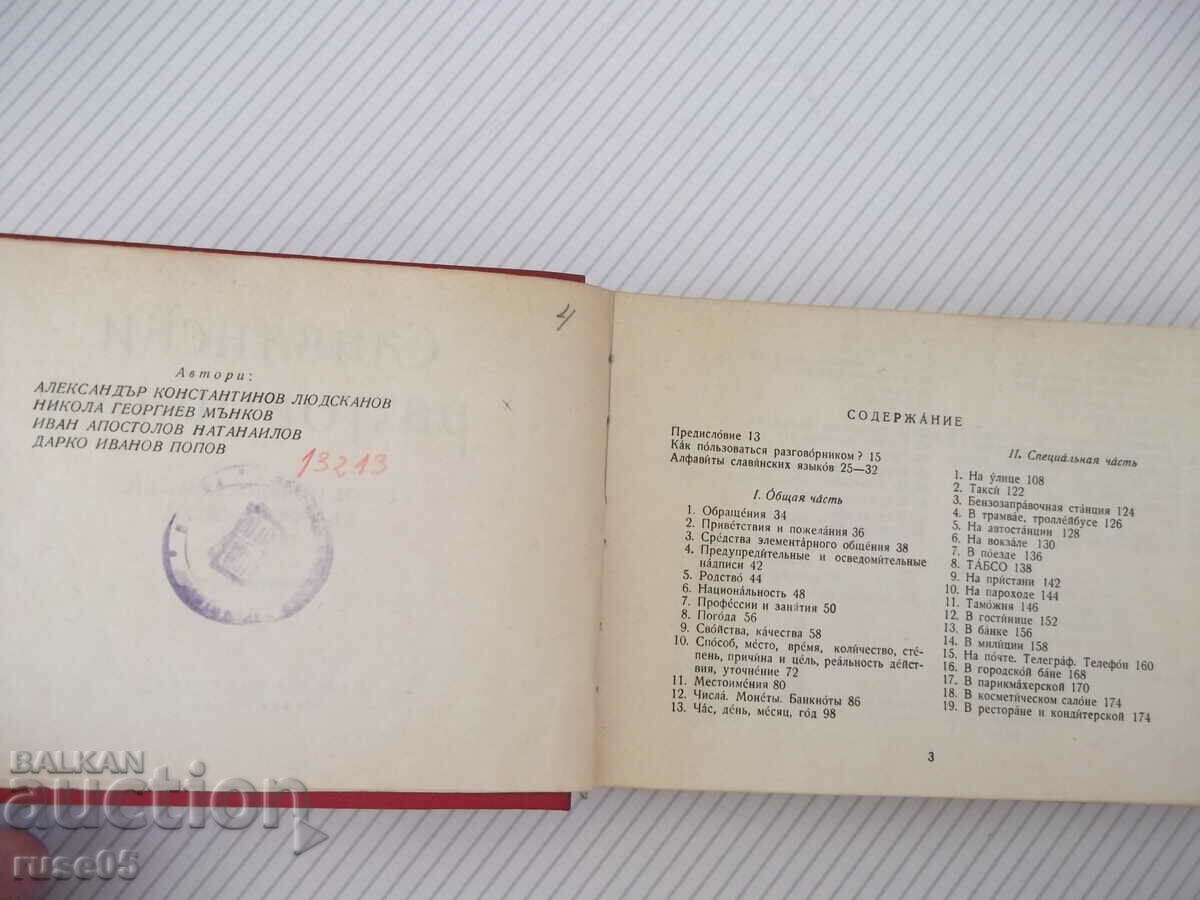 4
Автори:
АЛЕКСАНДЪР КОНСТАНТИНОВ ЛЮДСКАНОВ
НИКОЛА ГЕОРГИЕВ МЪНКОВ
ИВАН АПОСТОЛОВ НАТАНАИЛОВ
ДАРКО ИВАНОВ ПОПОВ
13213
СОДЕРЖА́НИЕ
Предисло́вие 13
Ка́к по́льзоваться разгово́рником? 15
Алфави́ты славя́нских языко́в 25—32
I. О́бщая ча́сть
1. Обраще́ния 34
2. Приве́тствия и пожела́ния 36
3. Сре́дства элемента́рного обще́ния 38
4. Предупреди́тельные и осведоми́тельные
на́дписи 42
5. Родство́ 44
6. Национа́льность 48
7. Профе́ссии и заня́тия 50
8. Пого́да 56
9. Сво́йства, ка́чества 58
10. Спо́соб, ме́сто, вре́мя, коли́чество, сте́-
пень, причи́на и це́ль, реа́льность де́йст-
вия, уточне́ние 72
11. Местоиме́ния 80
12. Чи́сла. Моне́ты. Банкно́ты 86
13. Ча́с, де́нь, ме́сяц, го́д 98
II. Специа́льная ча́сть
1. На у́лице 108
2. Такси́ 122
3. Бензозапра́вочная ста́нция 124
4. В трамва́е, тролле́йбусе 126
5. На автоста́нции 128
6. На вокза́ле 130
7. В по́езде 136
8. ТА́БСО 138
9. На при́стани 142
10. На парохо́де 144
11. Тамо́жня 146
12. В гости́нице 152
13. В ба́нке 156
14. В мили́ции 158
15. На по́чте. Телегра́ф. Телефо́н 160
16. В городско́й ба́не 168
17. В парикма́херской 170
18. В космети́ческом сало́не 174
19. В рестора́не и конди́терской 174
3
BALKAN
auction
ruse05